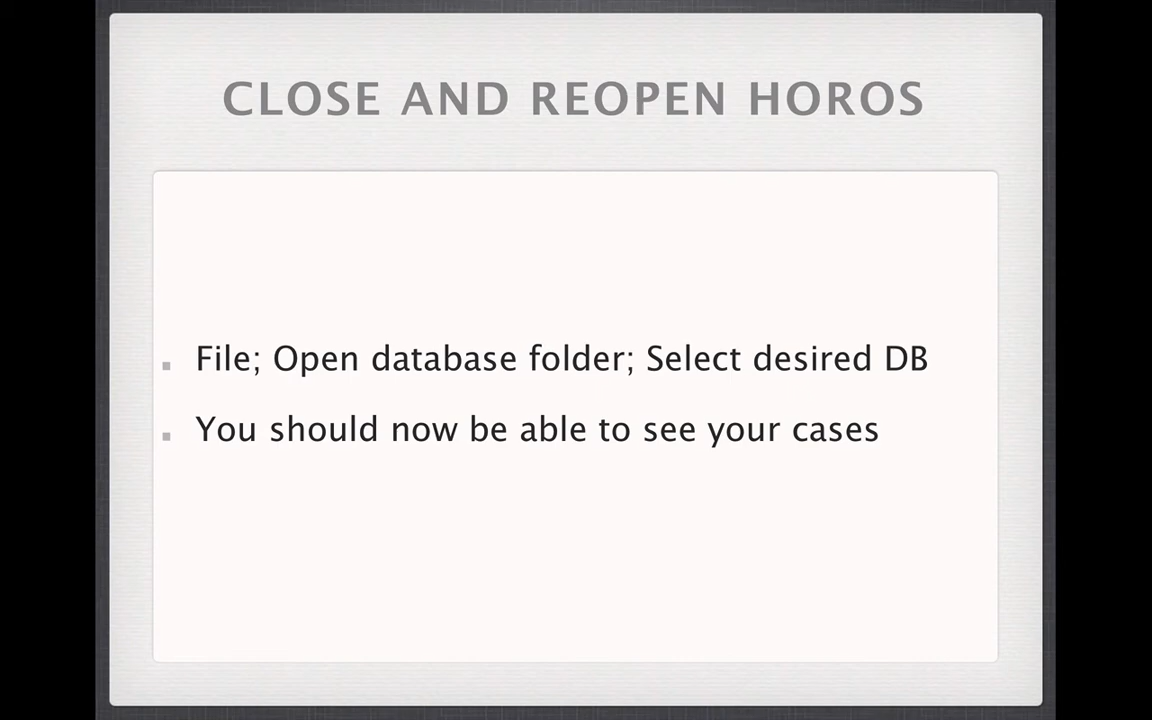 CLOSE AND REOPEN HOROS
File; Open database folder; Select desired DB
You should now be able to see your cases